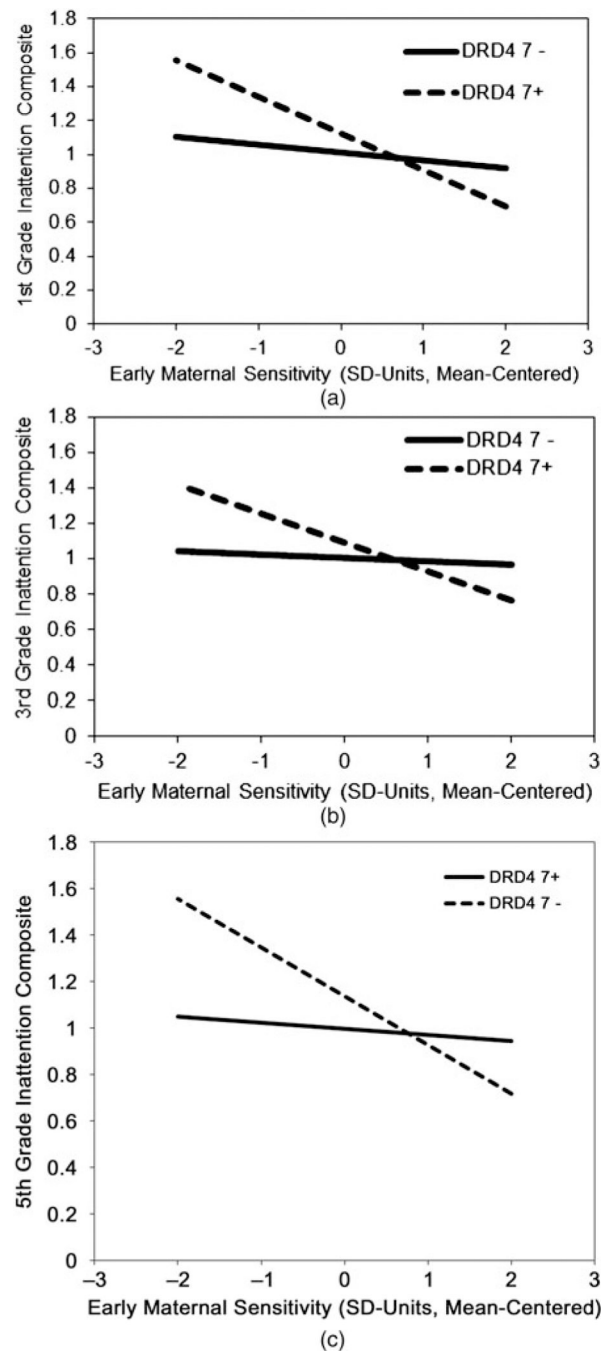 1.8
1.6
1.4
1.2
1
0.8
0.6
0.4
0.2
0
DRD4 7 -
DRD4 7+
1st Grade Inattention Composite
-3 -2 -1 0 1 2 3
Early Maternal Sensitivity (SD-Units, Mean-Centered)
(a)
1.8
1.6
1.4
1.2
1
0.8
0.6
0.4
0.2
0
DRD4 7 -
DRD4 7+
3rd Grade Inattention Composite
-3 -2 -1 0 1 2 3
Early Maternal Sensitivity (SD-Units, Mean-Centered)
(b)
1.8
1.6
1.4
1.2
1
0.8
0.6
0.4
0.2
0
DRD4 7+
DRD4 7 -
5th Grade Inattention Composite
–3 –2 –1 0 1 2 3
Early Maternal Sensitivity (SD-Units, Mean-Centered)
(c)